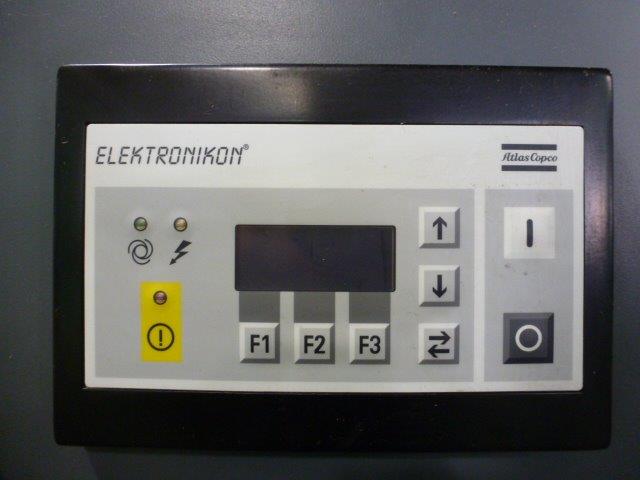 ELEKTRONIKON®
Atlas Copco
I
F1 F2 F3
O